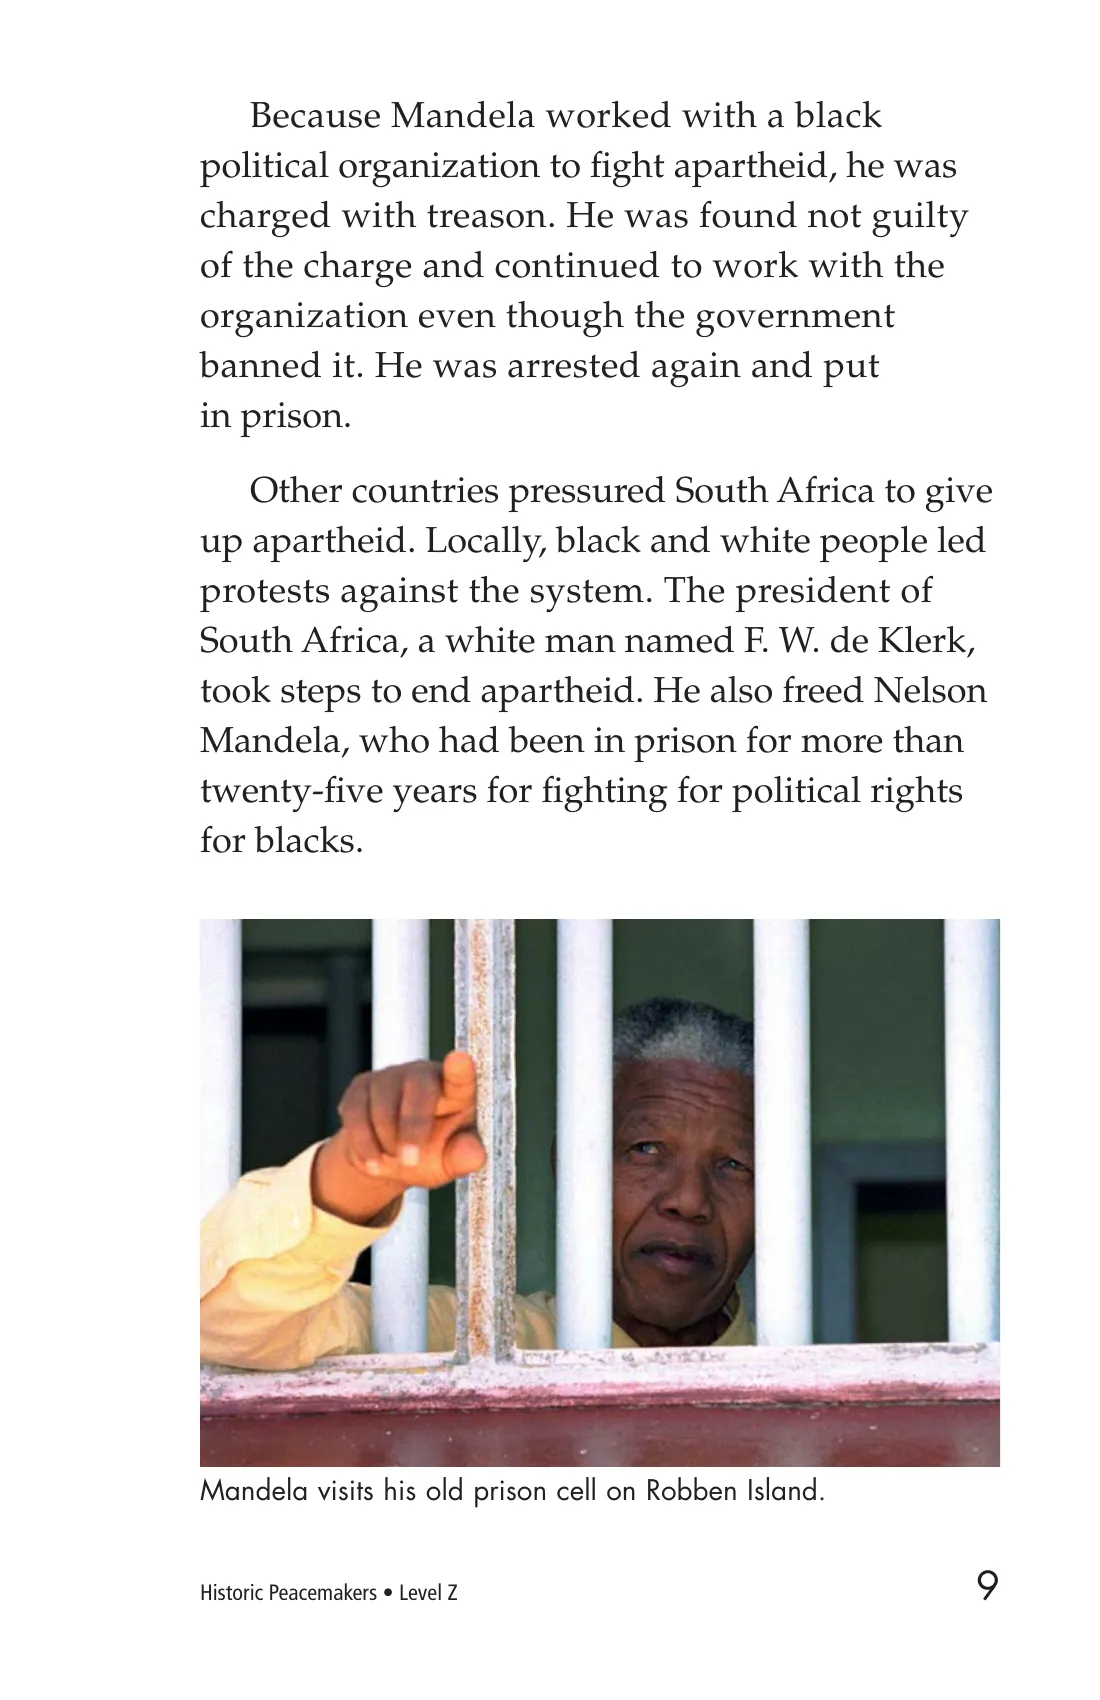 Because Mandela worked with a black
political organization to fight apartheid, he was
charged with treason. He was found not guilty
of the charge and continued to work with the
organization even though the government
banned it. He was arrested again and put
in prison.
Other countries pressured South Africa to give
up apartheid. Locally, black and white people led
protests against the system. The president of
South Africa, a white man named F. W. de Klerk,
took steps to end apartheid. He also freed Nelson
Mandela, who had been in prison for more than
twenty-five years for fighting for political rights
for blacks.
Mandela visits his old prison cell on Robben Island.
Historic Peacemakers • Level Z
9